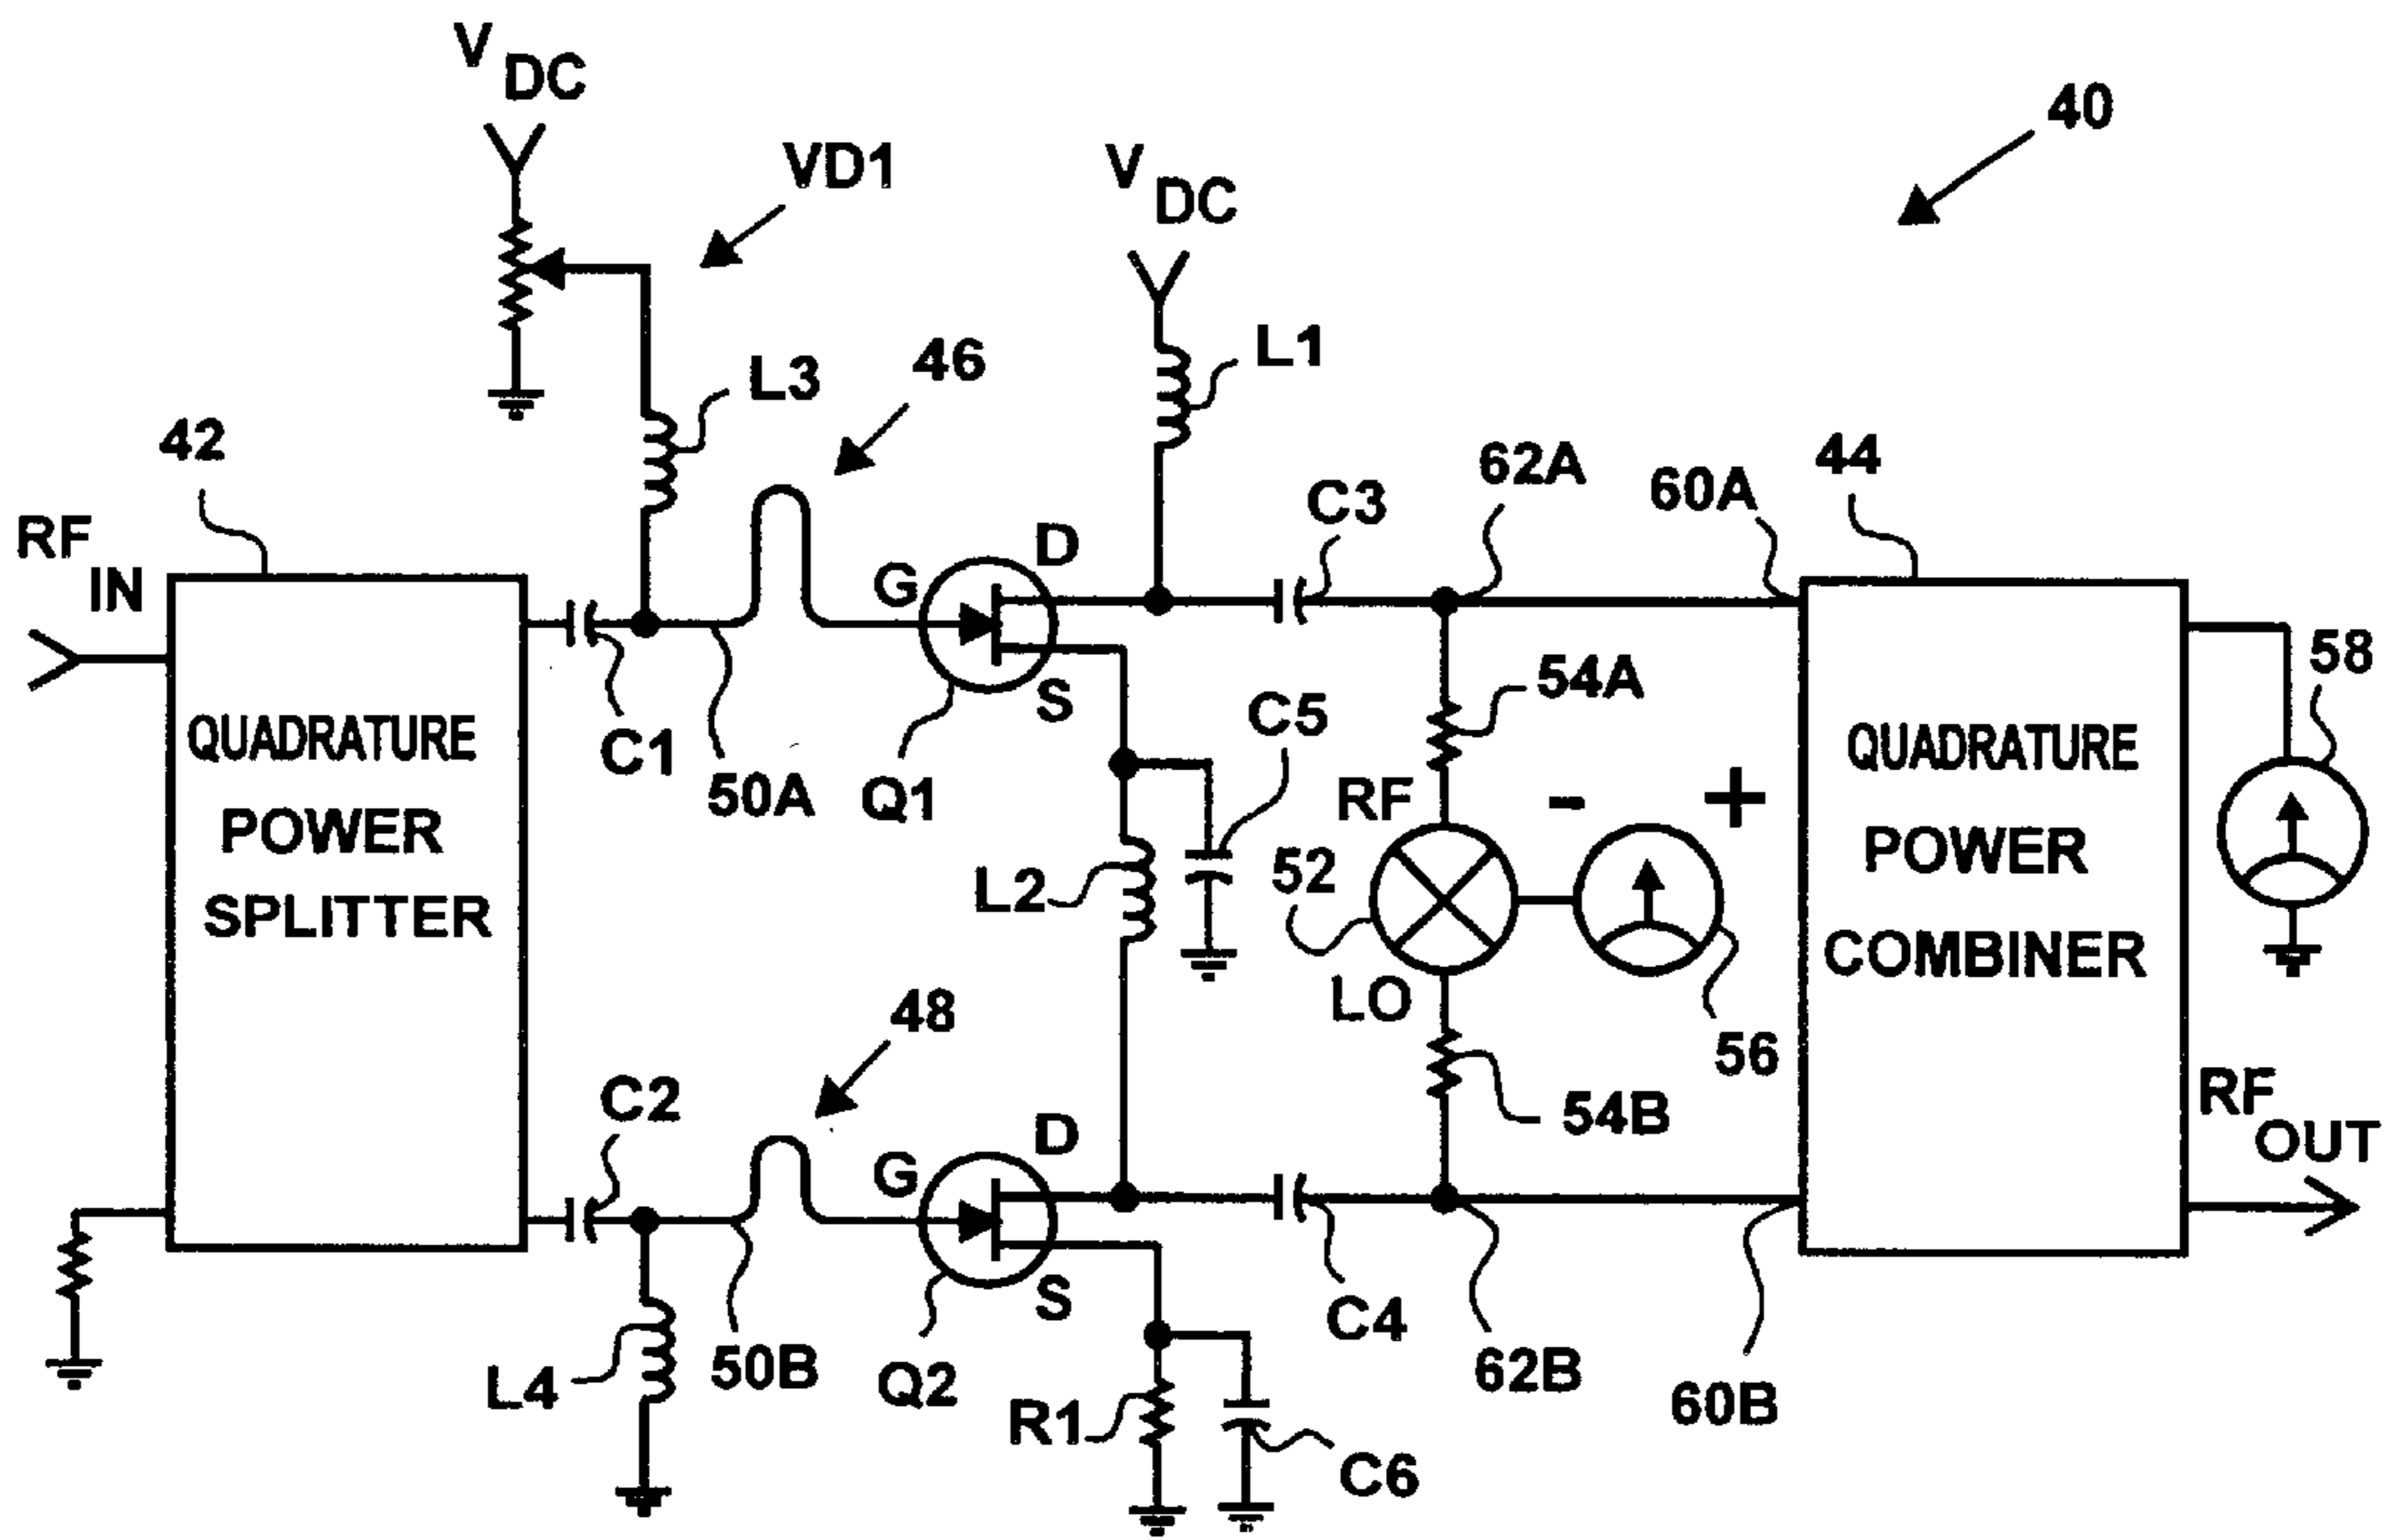 V DC
VD1
V DC
40
L1
46
L3
42
62A
44
60A
C3
RF IN
D
G
58
54A
S
C5
QUADRATURE
POWER
SPLITTER
C1
50A
Q1
RF
-
+
QUADRATURE
POWER
COMBINER
52
L2
LO
48
56
C2
54B
RF OUT
D
G
S
C4
L4
50B
Q2
62B
60B
R1
C6